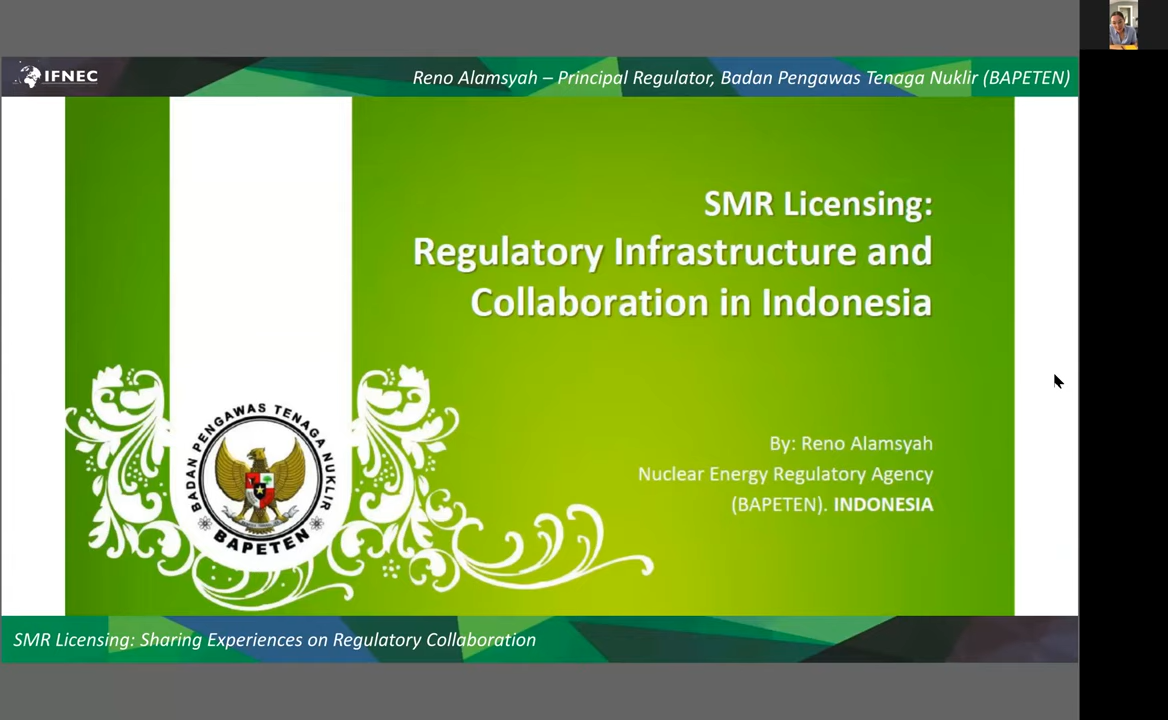 IFNEC
Reno Alamsyah – Principal Regulator, Badan Pengawas Tenaga Nuklir (BAPETEN)
SMR Licensing:
Regulatory Infrastructure and
Collaboration in Indonesia
BADAN PENGAWAS TENAGA NUKLIR
BAPETEN
By: Reno Alamsyah
Nuclear Energy Regulatory Agency
(BAPETEN). INDONESIA
SMR Licensing: Sharing Experiences on Regulatory Collaboration